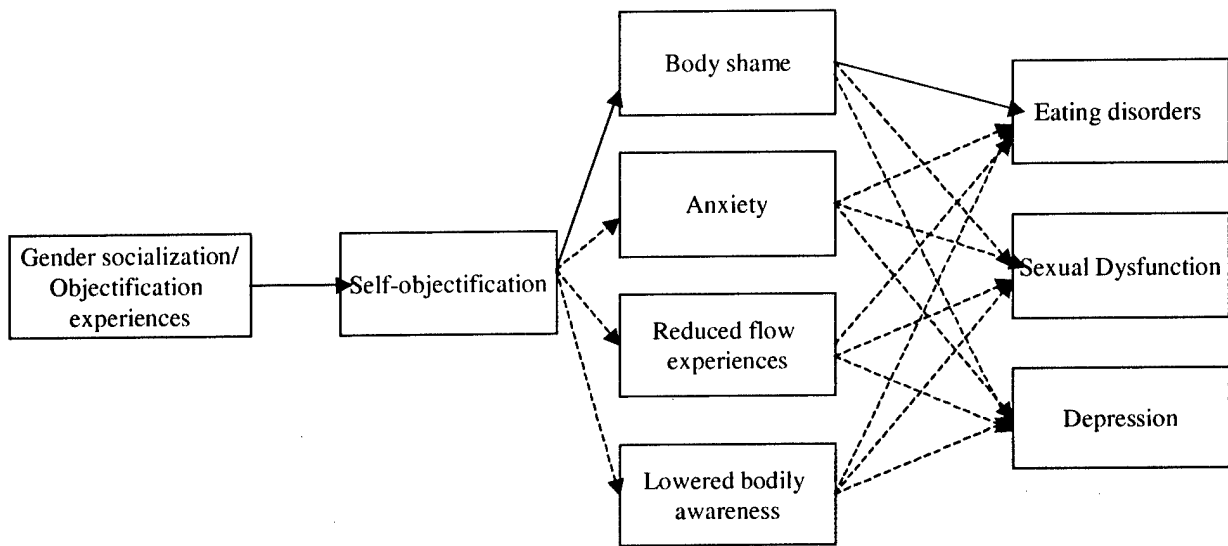 Gender socialization/
Objectification
experiences
Self-objectification
Body shame
Anxiety
Reduced flow
experiences
Lowered bodily
awareness
Eating disorders
Sexual Dysfunction
Depression